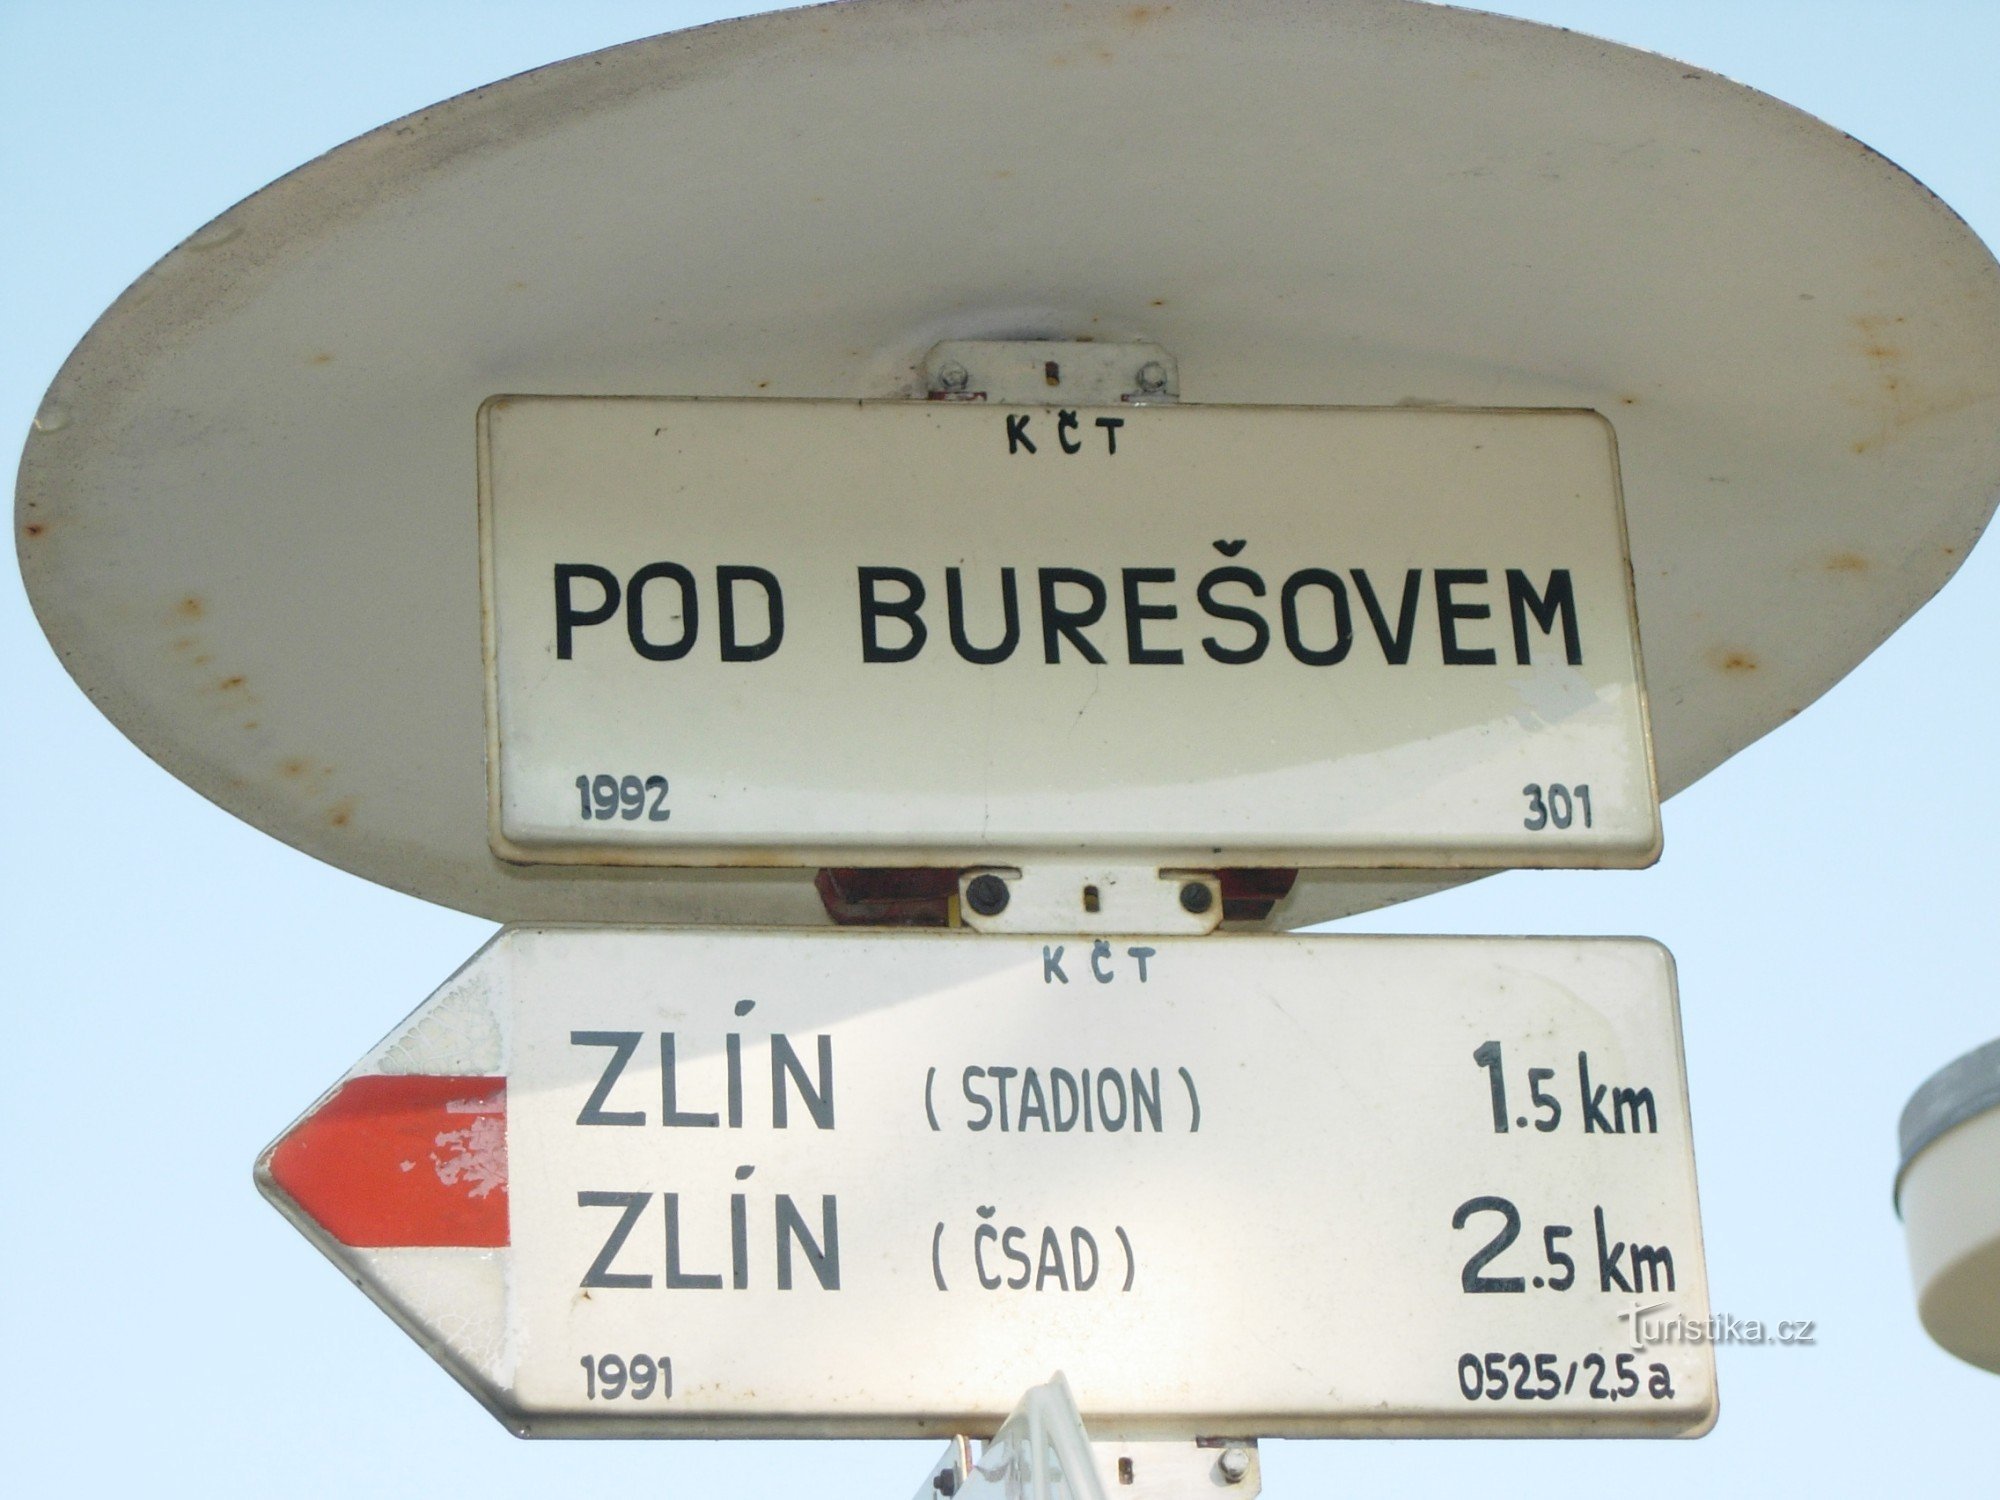 KČT
POD BUREŠOVEM
1992 301
KČT
ZLÍN (STADION) 1.5 km
ZLÍN (ČSAD) 2.5 km
Turistika.cz
1991 0525/2,5a